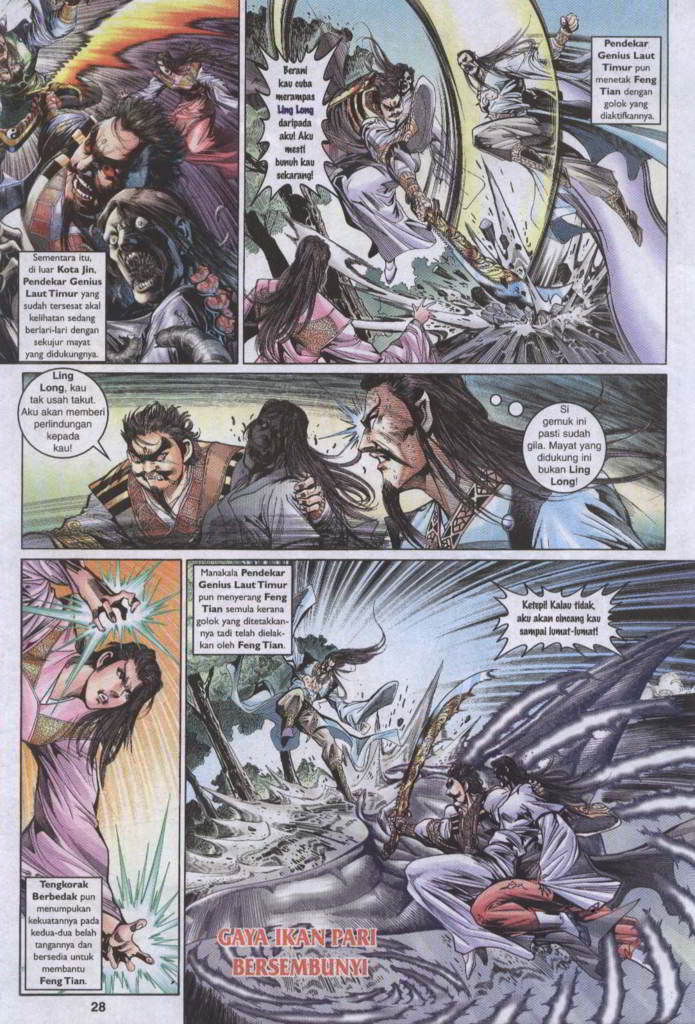 Sementara itu,
di luar Kota Jin,
Pendekar Genius
Laut Timur yang
sudah tersesat akal
kelihatan sedang
berlari-lari dengan
sekujur mayat
yang didukungnya.
Berani
kau cuba
merampas
Ling Long
daripada
aku! Aku
mesti
bunuh kau
sekarang!
Pendekar
Genius Laut
Timur pun
menetak Feng
Tian dengan
golok yang
diaktifkannya.
Ling
Long, kau
tak usah takut.
Aku akan memberi
perlindungan
kepada
kau!
Si
gemuk ini
pasti sudah
gila. Mayat yang
didukung ini
bukan Ling
Long!
Tengkorak
Berbedak pun
menumpukan
kekuatannya pada
kedua-dua belah
tangannya dan
bersedia untuk
membantu
Feng Tian.
Manakala Pendekar
Genius Laut Timur
pun menyerang Feng
Tian semula kerana
golok yang ditetakkan-
nya tadi telah dielak-
kan oleh Feng Tian.
Ketepi! Kalau tidak,
aku akan cincang kau
sampai lumat-lumat!
GAYA IKAN PARI
BERSEMBUNYI
28